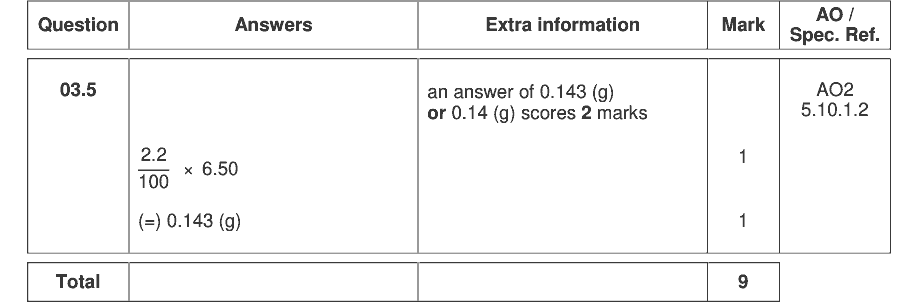 Question Answers Extra information Mark AO / Spec. Ref.
03.5 an answer of 0.143 (g) AO2
or 0.14 (g) scores 2 marks 5.10.1.2
2.2/100 × 6.50 1
(=) 0.143 (g) 1
Total 9